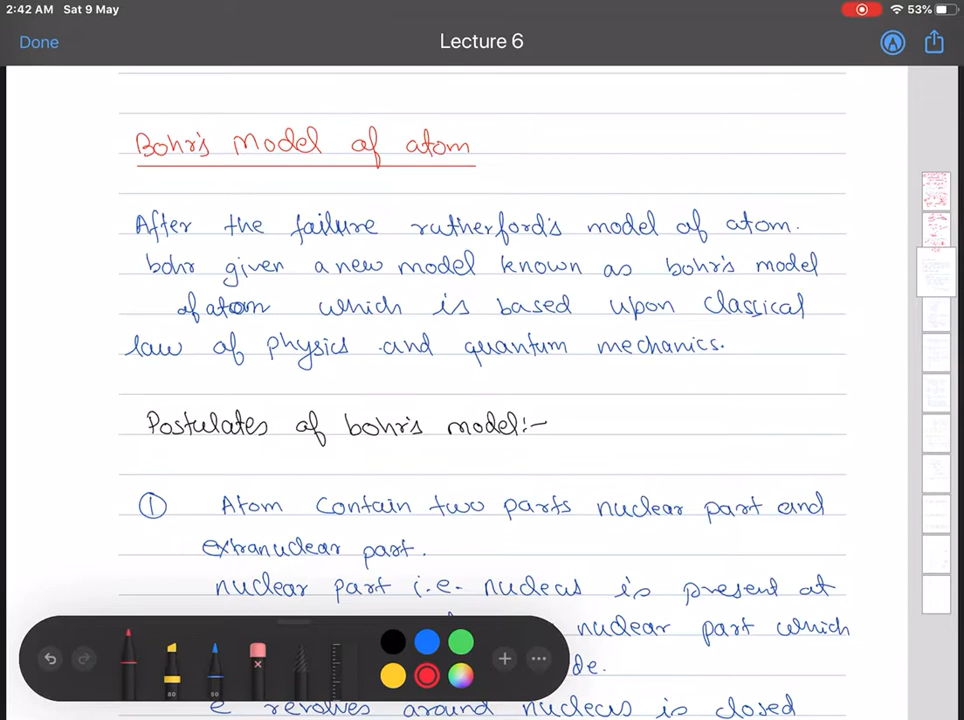 2:42 AM Sat 9 May 53%
Done Lecture 6
Bohr's Model of atom
After the failure rutherford's model of atom.
bohr given a new model known as bohr's model
of atom which is based upon classical
law of physics and quantum mechanics.
Postulates of bohr's model:-
① Atom contain two parts nuclear part and
extranuclear part.
nuclear part i.e. nucleus is present at
nuclear part which
de.
80 50
e revolves around nucleus is closed